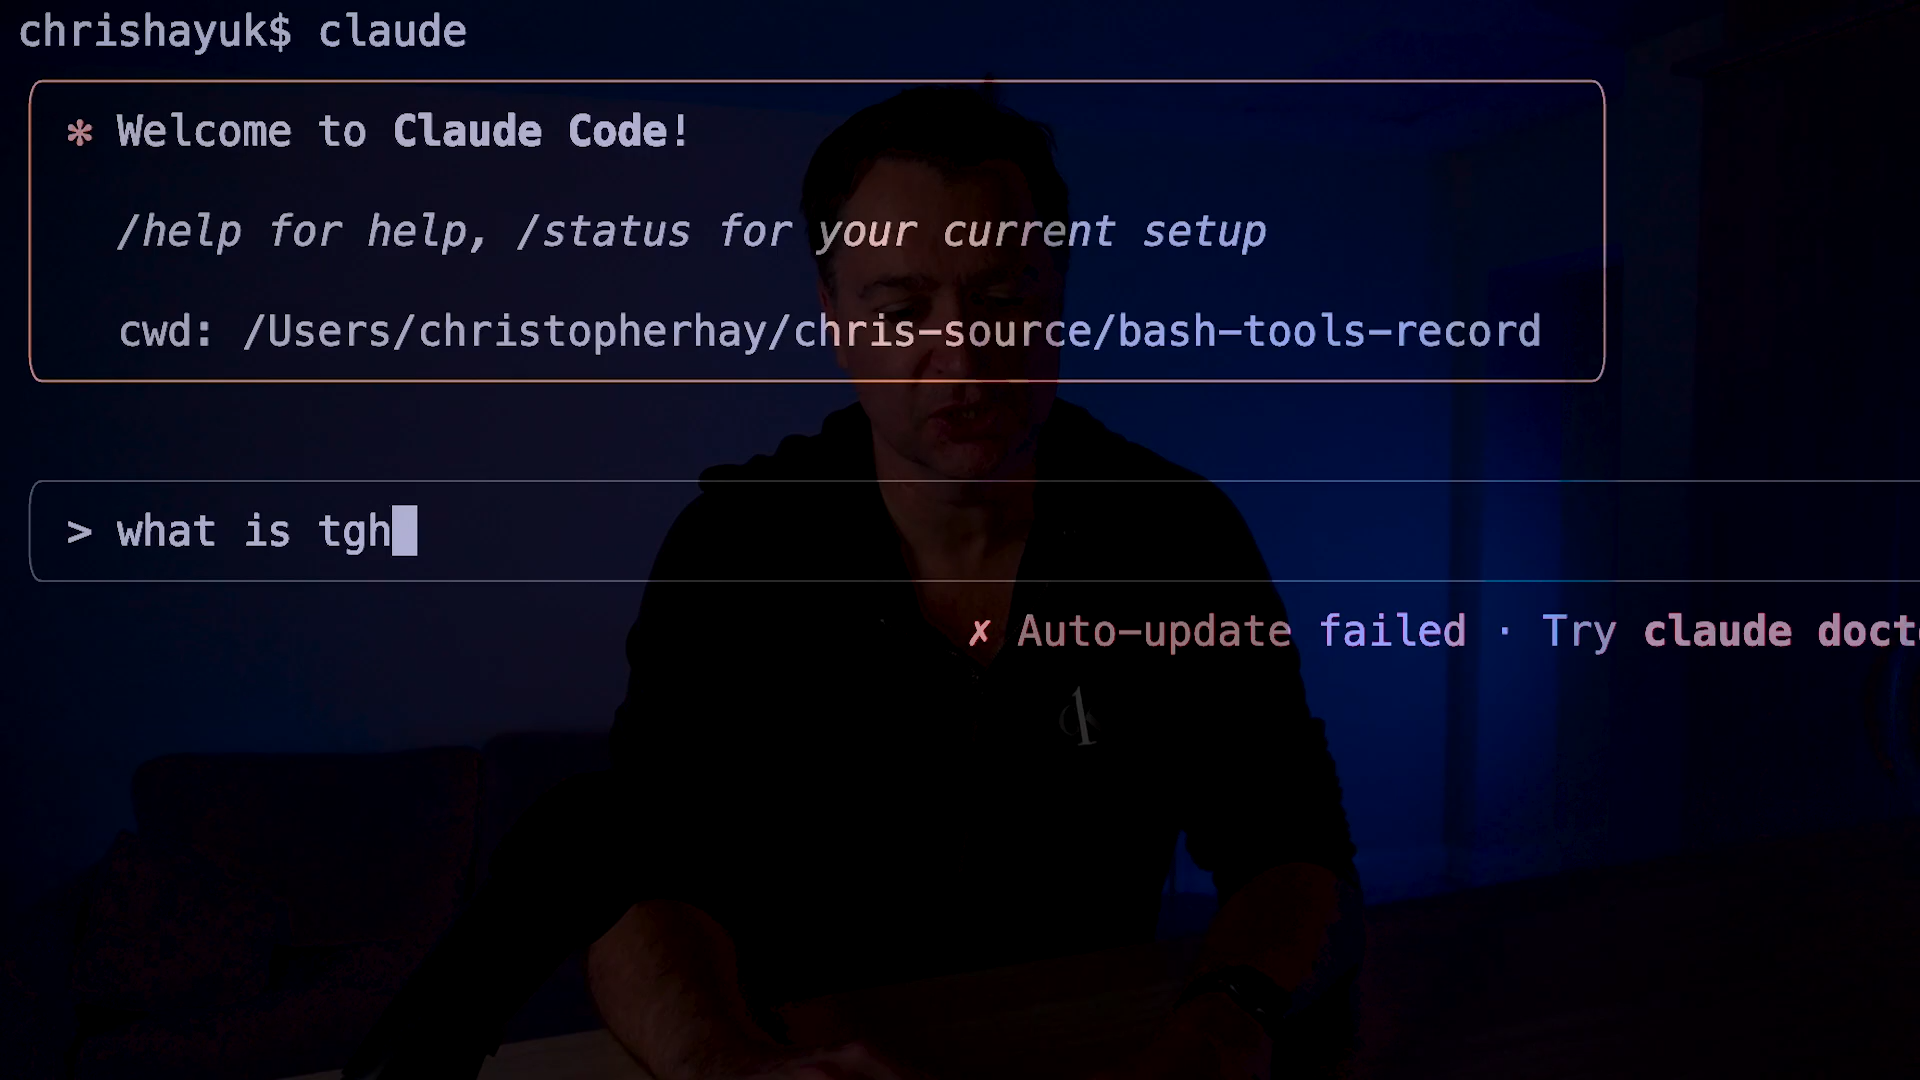 chrishayuk$ claude
✻ Welcome to Claude Code!
/help for help, /status for your current setup
cwd: /Users/christopherhay/chris-source/bash-tools-record
> what is tgh
✗ Auto-update failed · Try claude